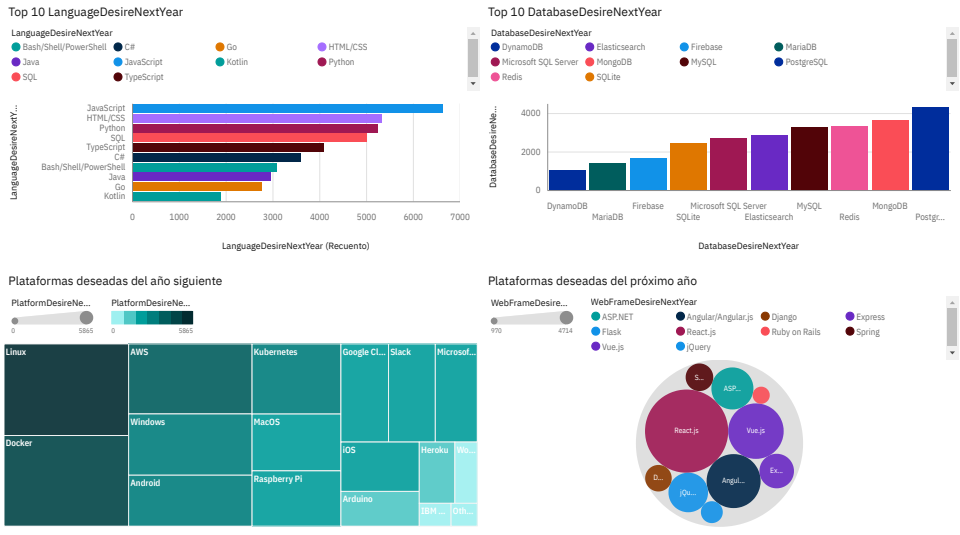 Top 10 LanguageDesireNextYear
LanguageDesireNextYear
Bash/Shell/PowerShell C# Go HTML/CSS
Java JavaScript Kotlin Python
SQL TypeScript
LanguageDesireNextY...
JavaScript
HTML/CSS
Python
SQL
TypeScript
C#
Bash/Shell/PowerShell
Java
Go
Kotlin
0 1000 2000 3000 4000 5000 6000 7000
LanguageDesireNextYear (Recuento)
Top 10 DatabaseDesireNextYear
DatabaseDesireNextYear
DynamoDB Elasticsearch Firebase MariaDB
Microsoft SQL Server MongoDB MySQL PostgreSQL
Redis SQLite
DatabaseDesireNe...
4000
2000
0
DynamoDB Firebase Microsoft SQL Server MySQL MongoDB
MariaDB SQLite Elasticsearch Redis Postgr...
DatabaseDesireNextYear
Plataformas deseadas del año siguiente
PlatformDesireNe... PlatformDesireNe...
0 5865 0 5865
Linux AWS Kubernetes Google Cl... Slack Microsof...
Windows MacOS
Docker iOS Heroku Wo...
Android Raspberry Pi
Arduino
IBM ... Oth...
Plataformas deseadas del próximo año
WebFrameDesire... WebFrameDesireNextYear
970 4714
ASP.NET Angular/Angular.js Django Express
Flask React.js Ruby on Rails Spring
Vue.js jQuery
S...
ASP...
React.js Vue.js
D... Ex...
jQu... Angul...